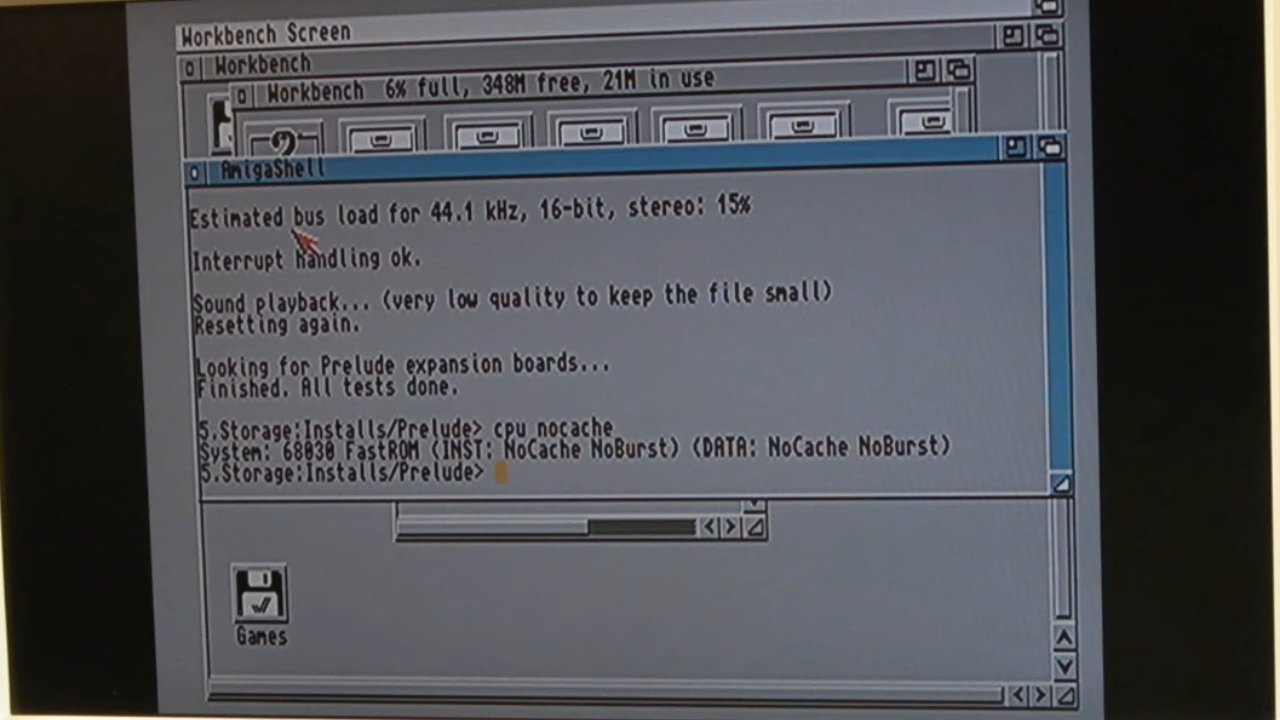 Workbench Screen
Workbench
Workbench 6% full, 348M free, 21M in use
AmigaShell
Estimated bus load for 44.1 kHz, 16-bit, stereo: 15%
Interrupt handling ok.
Sound playback... (very low quality to keep the file small)
Resetting again.
Looking for Prelude expansion boards...
Finished. All tests done.
5.Storage:Installs/Prelude> cpu nocache
System: 68030 FastROM (INST: NoCache NoBurst) (DATA: NoCache NoBurst)
5.Storage:Installs/Prelude>
Games